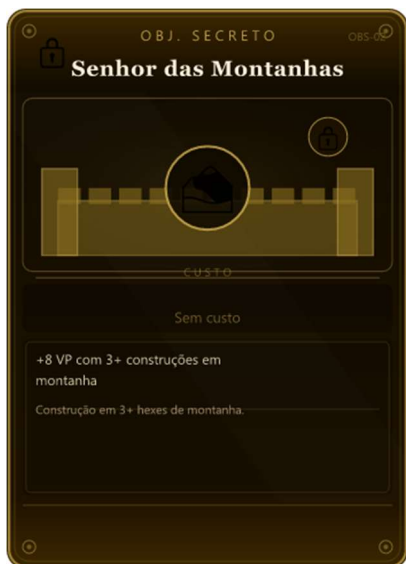 OBJ. SECRETO
OBS-02
Senhor das Montanhas
CUSTO
Sem custo
+8 VP com 3+ construções em
montanha
Construção em 3+ hexes de montanha.